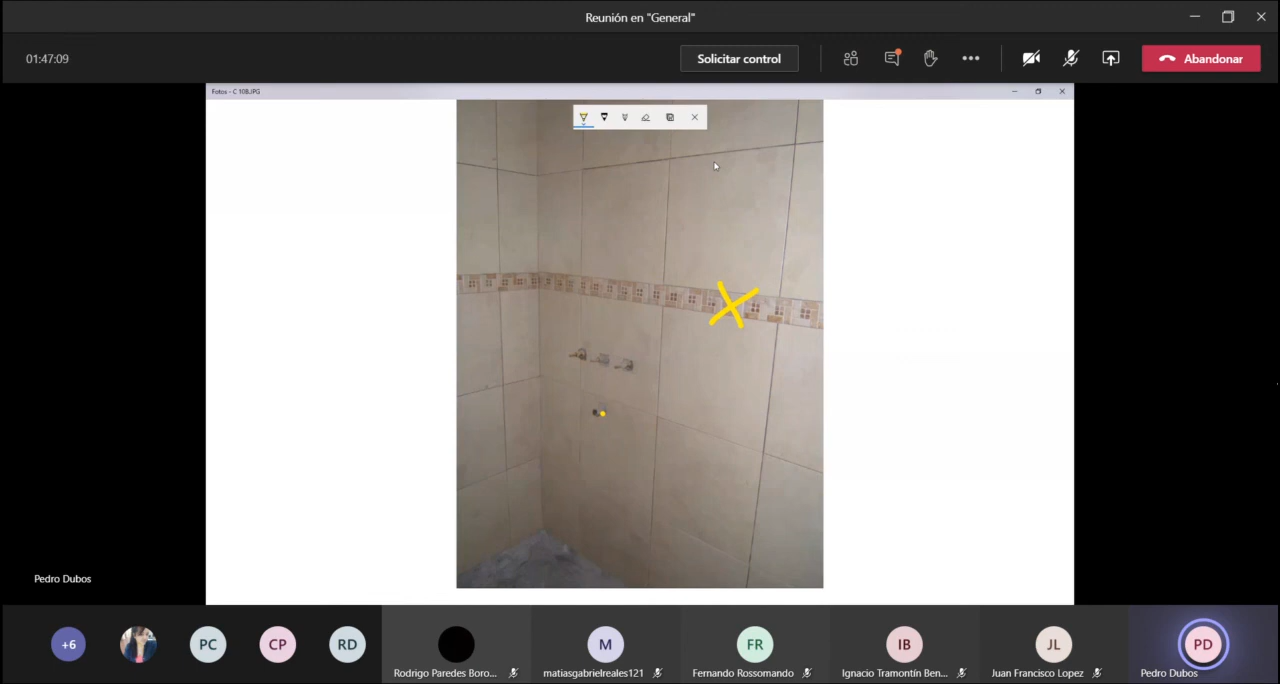 Reunión en "General"
01:47:09
Solicitar control
Abandonar
Fotos - C 10B.JPG
Pedro Dubos
+6
PC
CP
RD
M
FR
IB
JL
PD
Rodrigo Paredes Boro...
matiasgabrielreales121
Fernando Rossomando
Ignacio Tramontín Ben...
Juan Francisco Lopez
Pedro Dubos